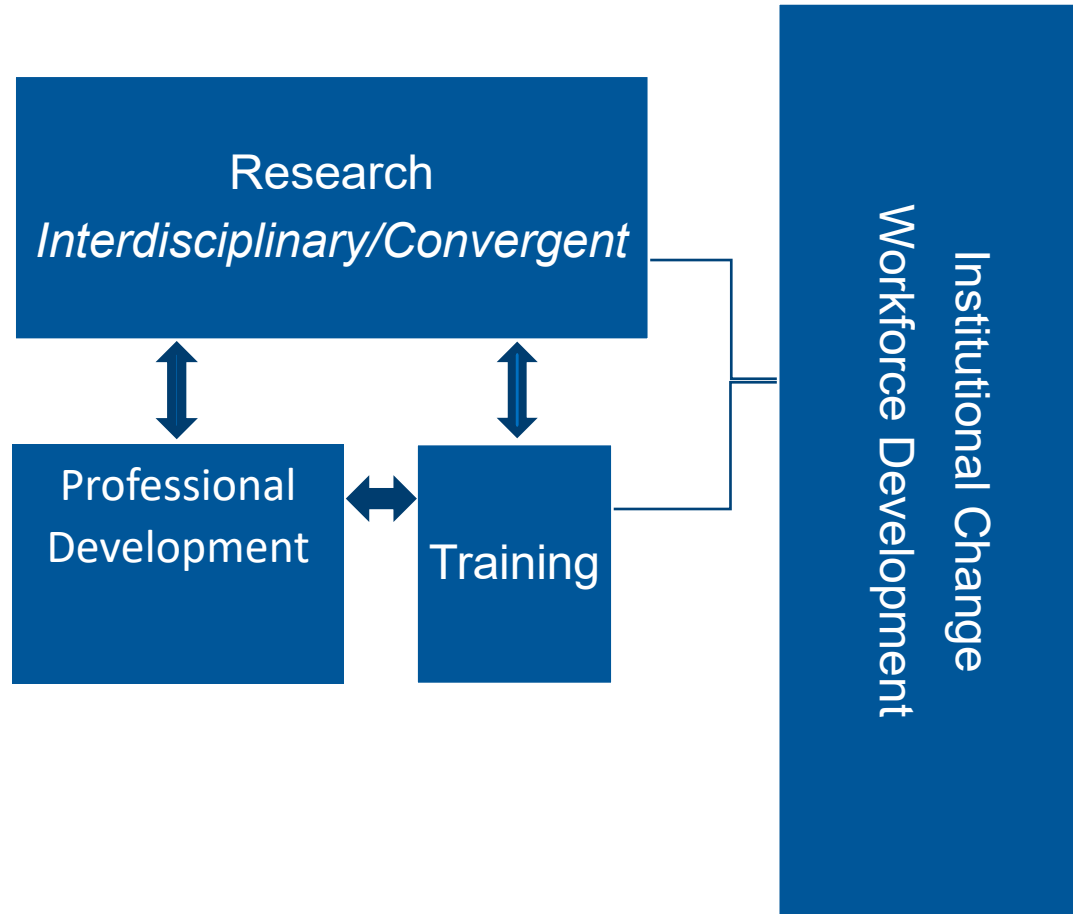 Research
Interdisciplinary/Convergent
Professional
Development
Training
Institutional Change
Workforce Development